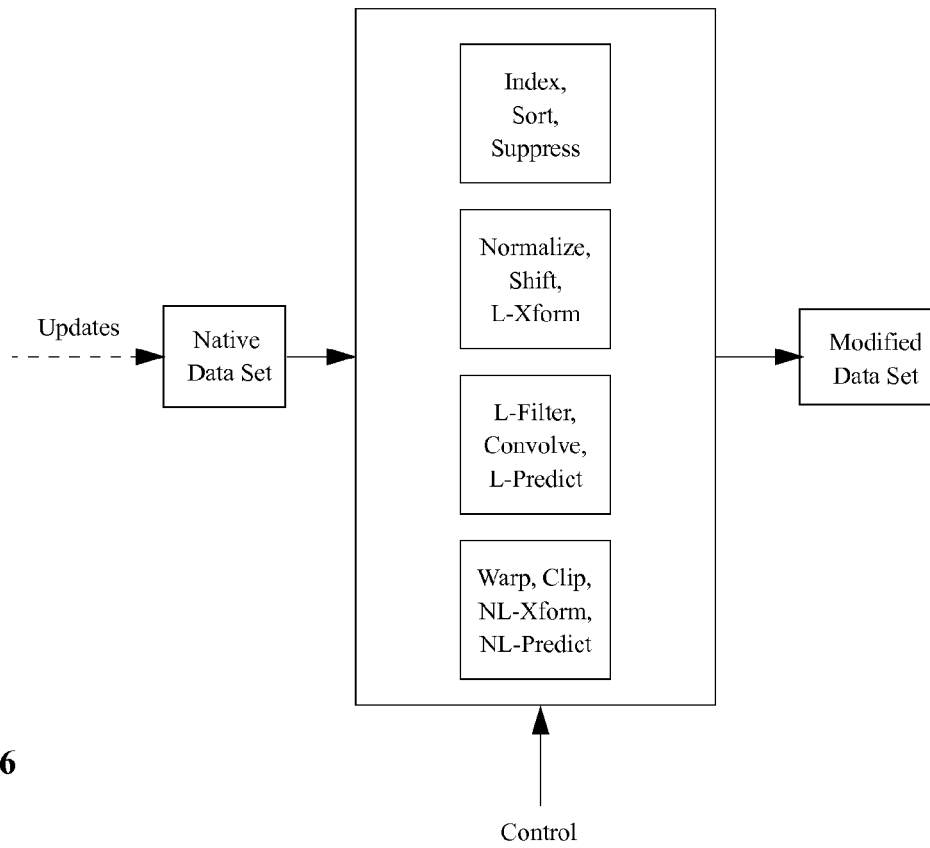 Index,
Sort,
Suppress
Normalize,
Shift,
L-Xform
Updates
Native
Data Set
Modified
Data Set
L-Filter,
Convolve,
L-Predict
Warp, Clip,
NL-Xform,
NL-Predict
6
Control